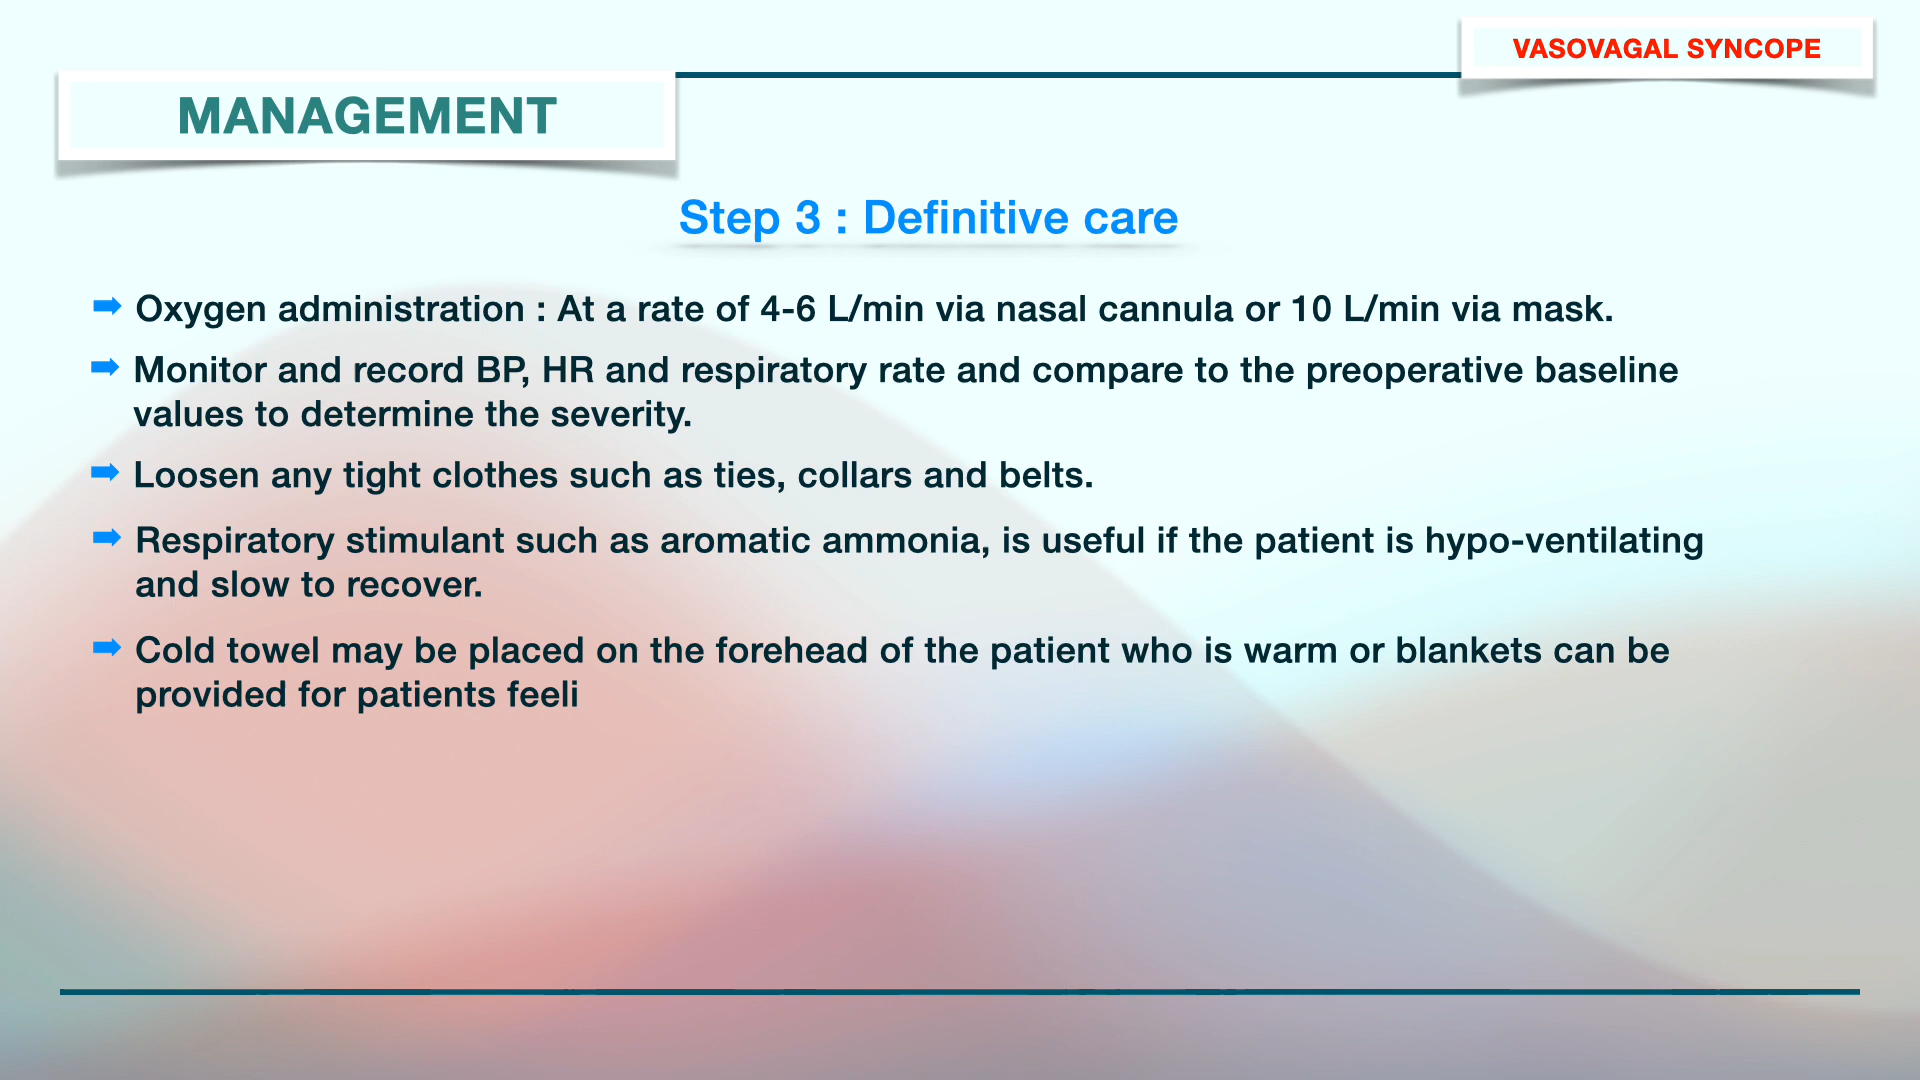 VASOVAGAL SYNCOPE
MANAGEMENT
Step 3 : Definitive care
Oxygen administration : At a rate of 4-6 L/min via nasal cannula or 10 L/min via mask.
Monitor and record BP, HR and respiratory rate and compare to the preoperative baseline
values to determine the severity.
Loosen any tight clothes such as ties, collars and belts.
Respiratory stimulant such as aromatic ammonia, is useful if the patient is hypo-ventilating
and slow to recover.
Cold towel may be placed on the forehead of the patient who is warm or blankets can be
provided for patients feeli